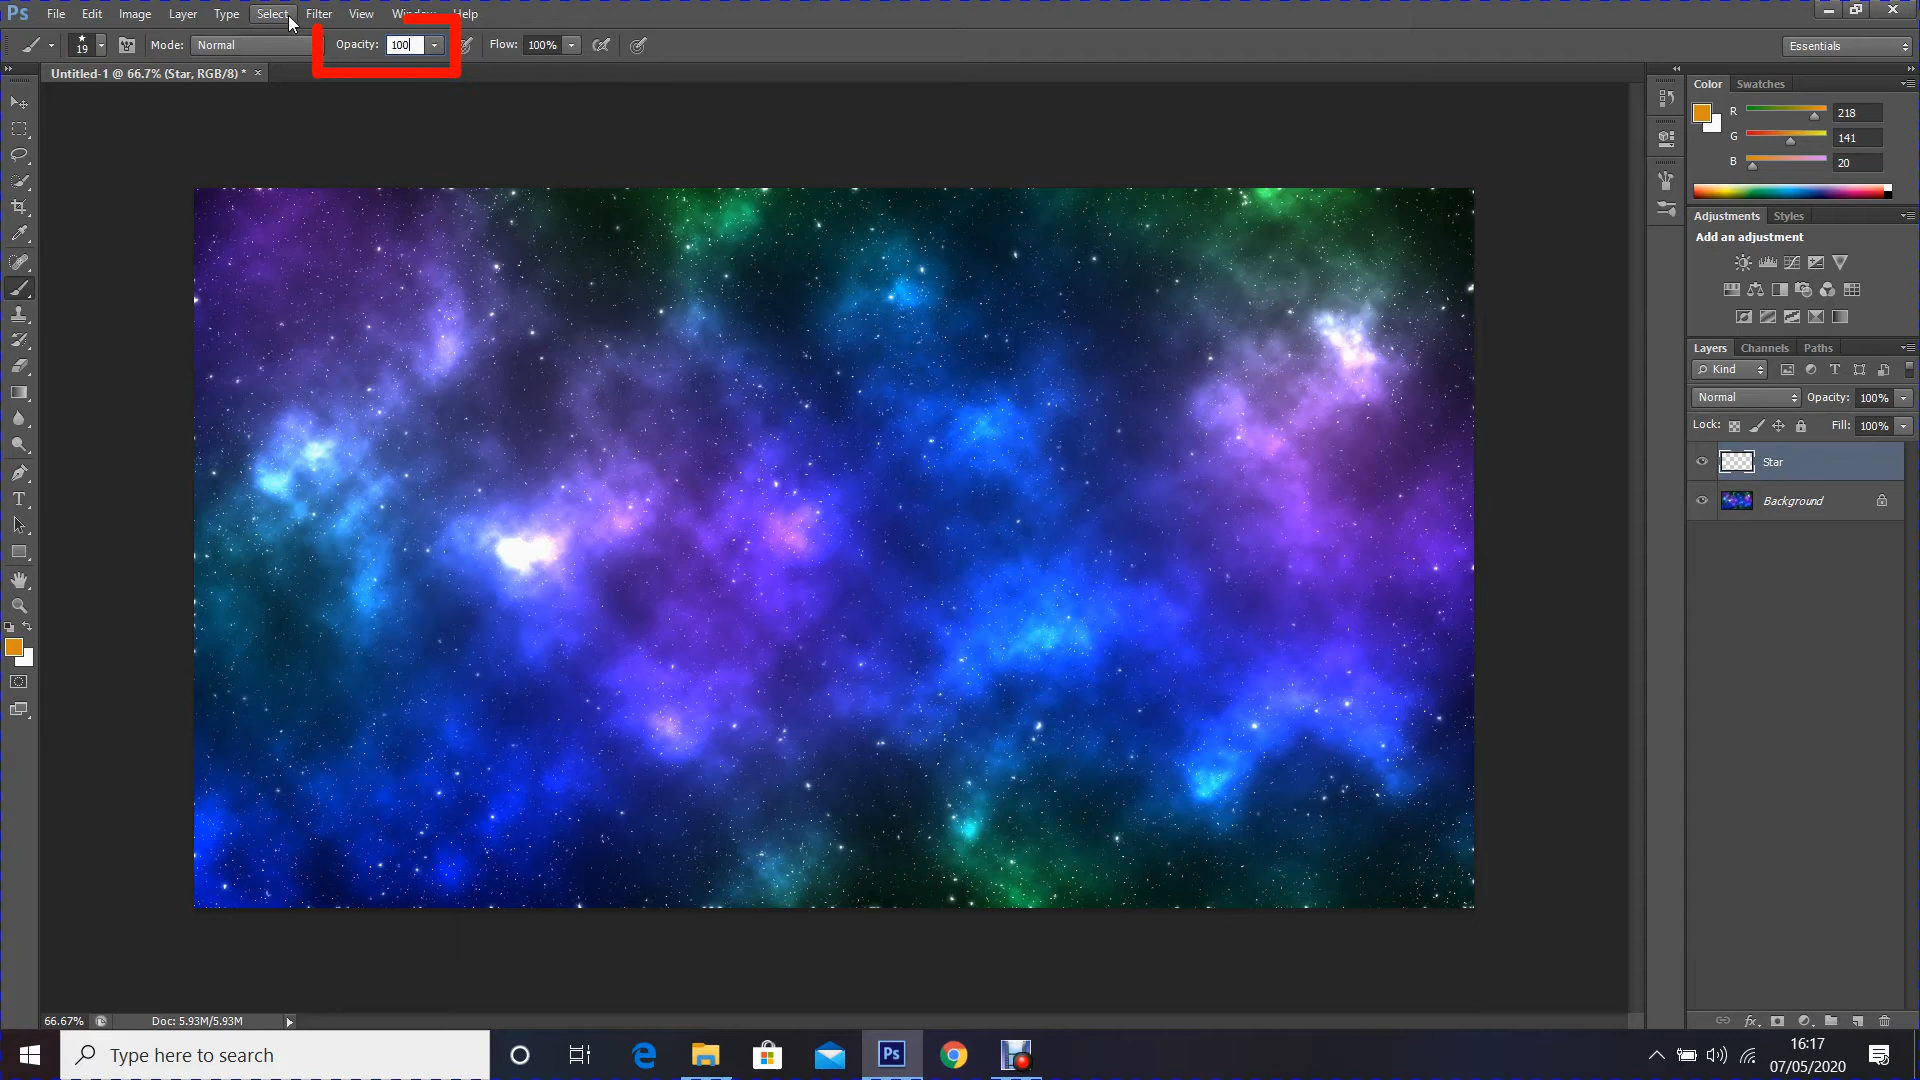 Ps File Edit Image Layer Type Select Filter View Window Help
19 Mode: Normal Opacity: 100 Flow: 100% Essentials
Untitled-1 @ 66.7% (Star, RGB/8) * ×
Color Swatches
R 218
G 141
B 20
Adjustments Styles
Add an adjustment
Layers Channels Paths
Kind
Normal Opacity: 100%
Lock: Fill: 100%
Star
Background
66.67% Doc: 5.93M/5.93M
Type here to search
Ps
16:17
07/05/2020